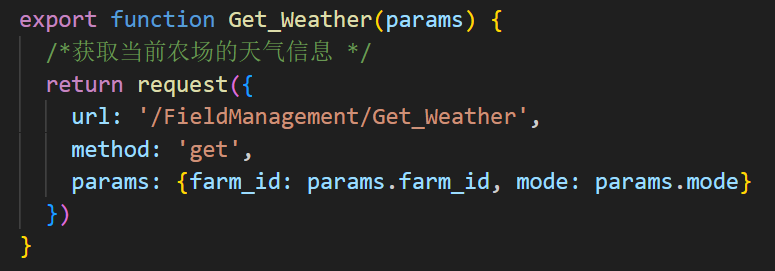 export function Get_Weather(params) {
  /*获取当前农场的天气信息 */
  return request({
    url: '/FieldManagement/Get_Weather',
    method: 'get',
    params: {farm_id: params.farm_id, mode: params.mode}
  })
}